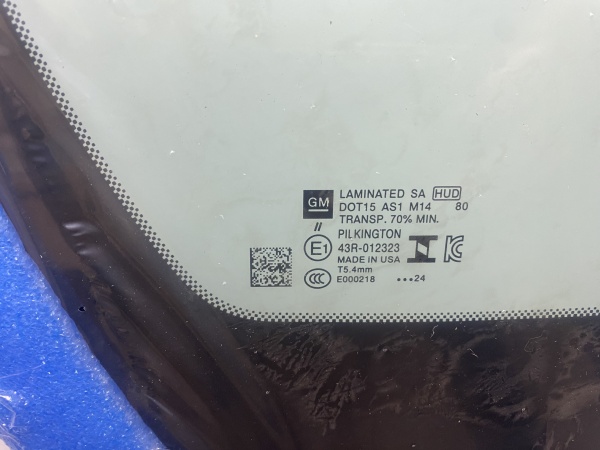 GM
LAMINATED SA HUD
DOT15 AS1 M14 80
TRANSP. 70% MIN.
//
PILKINGTON
E1 43R-012323
MADE IN USA
T5.4mm
CCC E000218 •••24